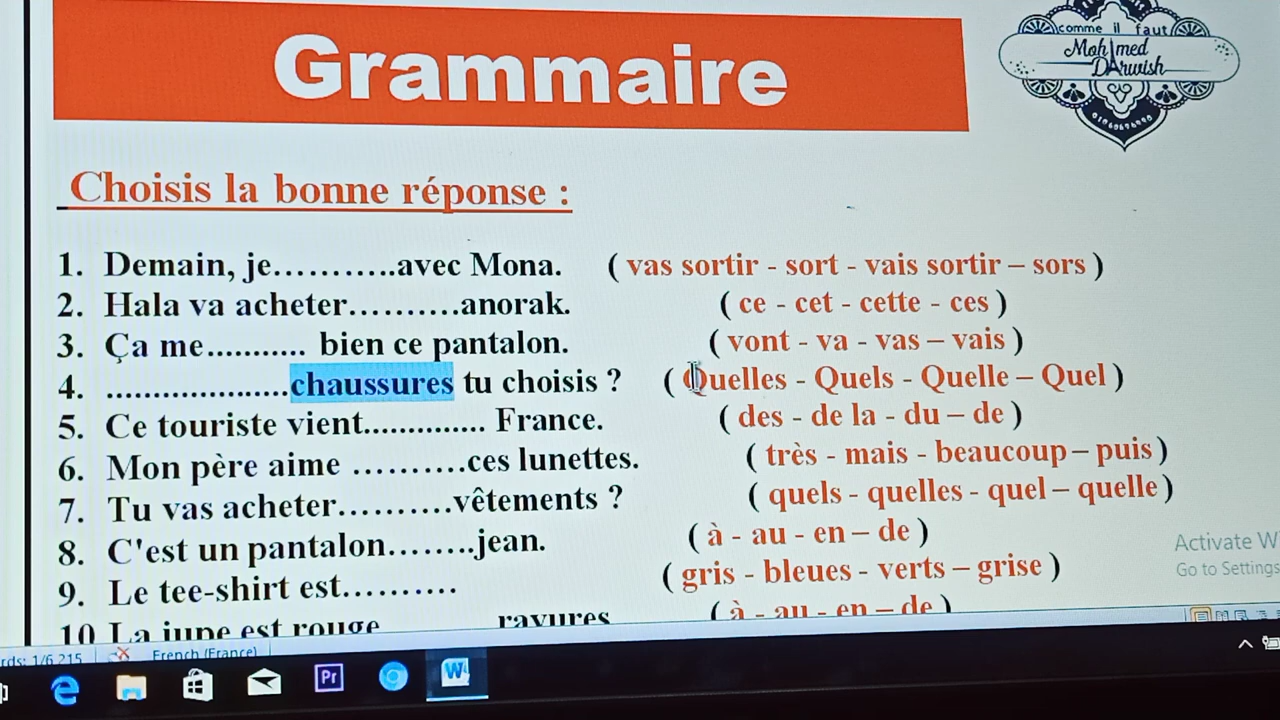 Grammaire
comme il faut
Mohamed
DArwish
Choisis la bonne réponse :
1. Demain, je...........avec Mona. ( vas sortir - sort - vais sortir – sors )
2. Hala va acheter..........anorak. ( ce - cet - cette - ces )
3. Ça me........... bien ce pantalon. ( vont - va - vas – vais )
4. ....................chaussures tu choisis ? ( Quelles - Quels - Quelle – Quel )
5. Ce touriste vient.............. France. ( des - de la - du – de )
6. Mon père aime ..........ces lunettes. ( très - mais - beaucoup – puis )
7. Tu vas acheter..........vêtements ? ( quels - quelles - quel – quelle )
8. C'est un pantalon........jean. ( à - au - en – de )
9. Le tee-shirt est.......... ( gris - bleues - verts – grise )
10 La jupe est rouge rayures ( à - au - en – de )
Activate W
Go to Settings
rds: 1/6 215 French (France)
Pr
W